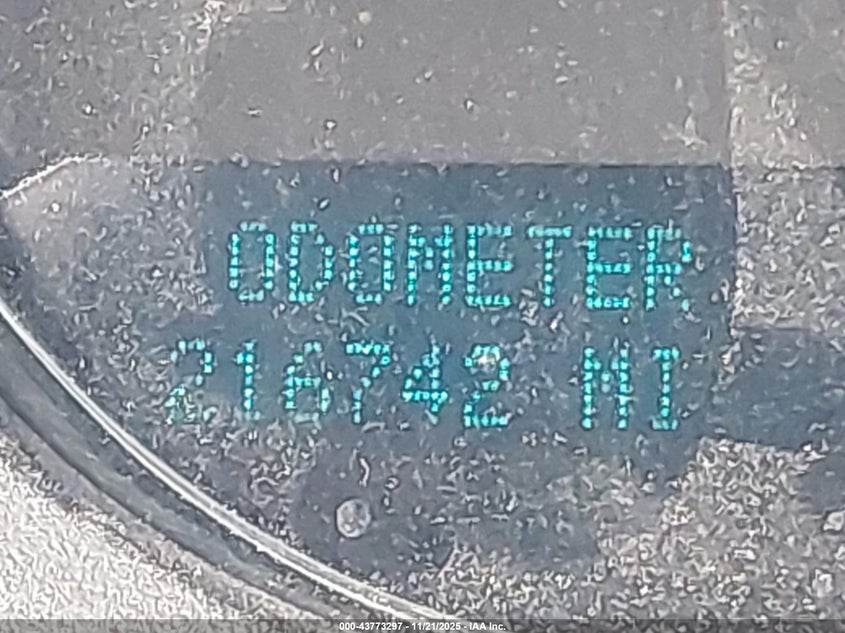 ODOMETER
216742 MI
000-43773297 - 11/21/2025 - IAA Inc.